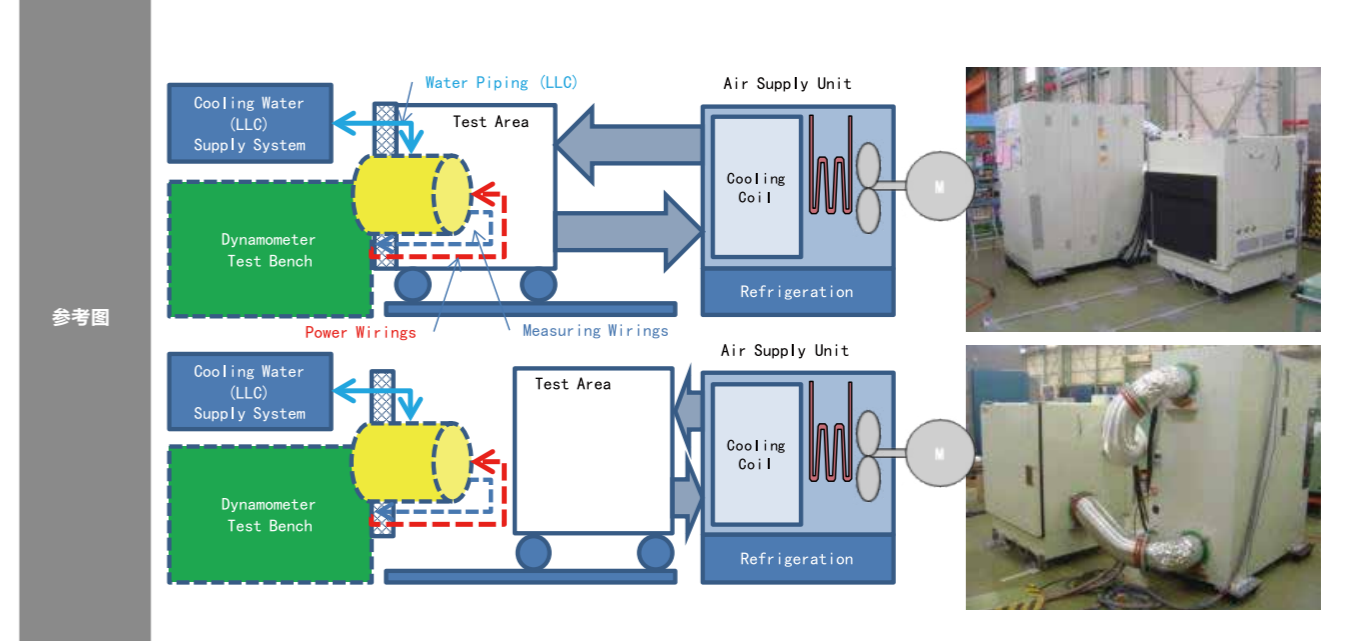 参考图
Water Piping (LLC)
Air Supply Unit
Cooling Water
(LLC)
Supply System
Test Area
Cooling
Coil
M
Dynamometer
Test Bench
Refrigeration
Power Wirings
Measuring Wirings
Air Supply Unit
Cooling Water
(LLC)
Supply System
Test Area
Cooling
Coil
M
Dynamometer
Test Bench
Refrigeration